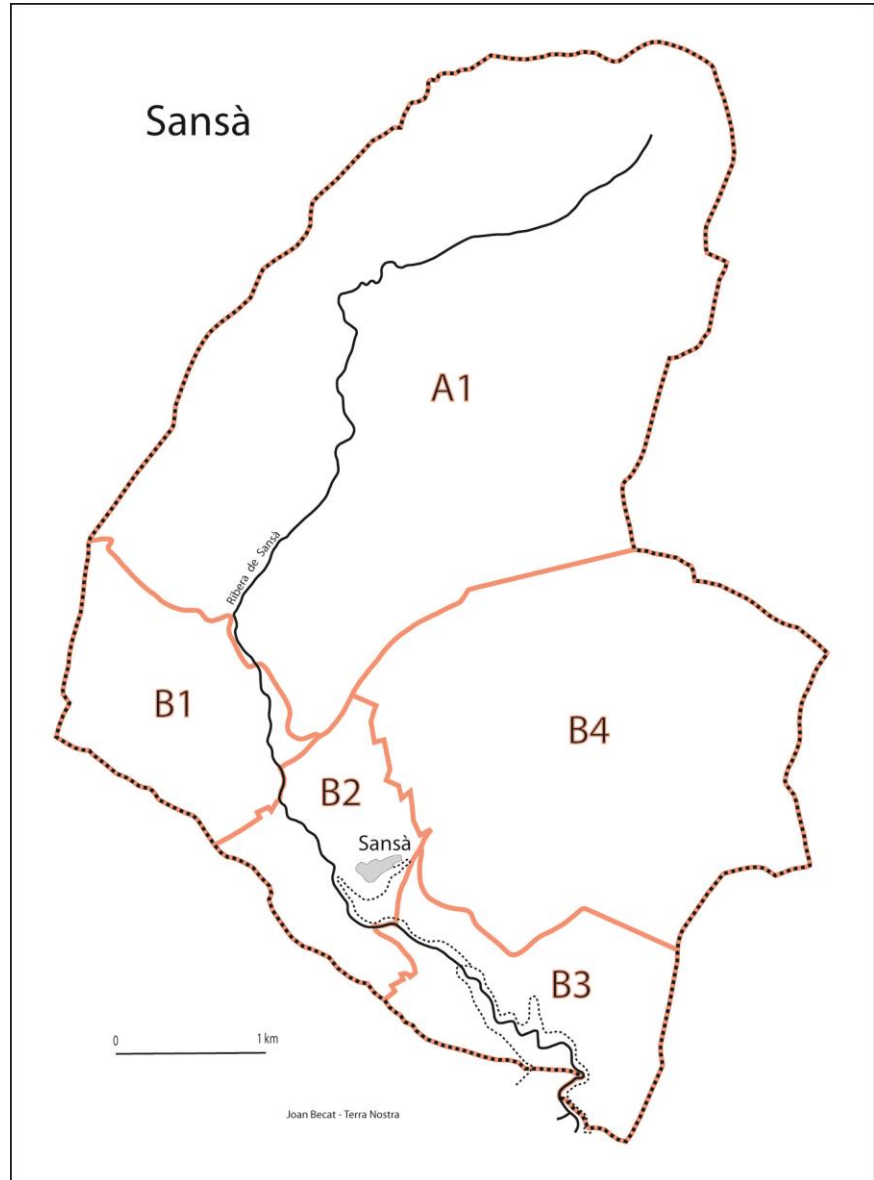 Sansà
A1
Ribera de Sansà
B1
B4
B2
Sansà
B3
0 1 km
Joan Becat - Terra Nostra